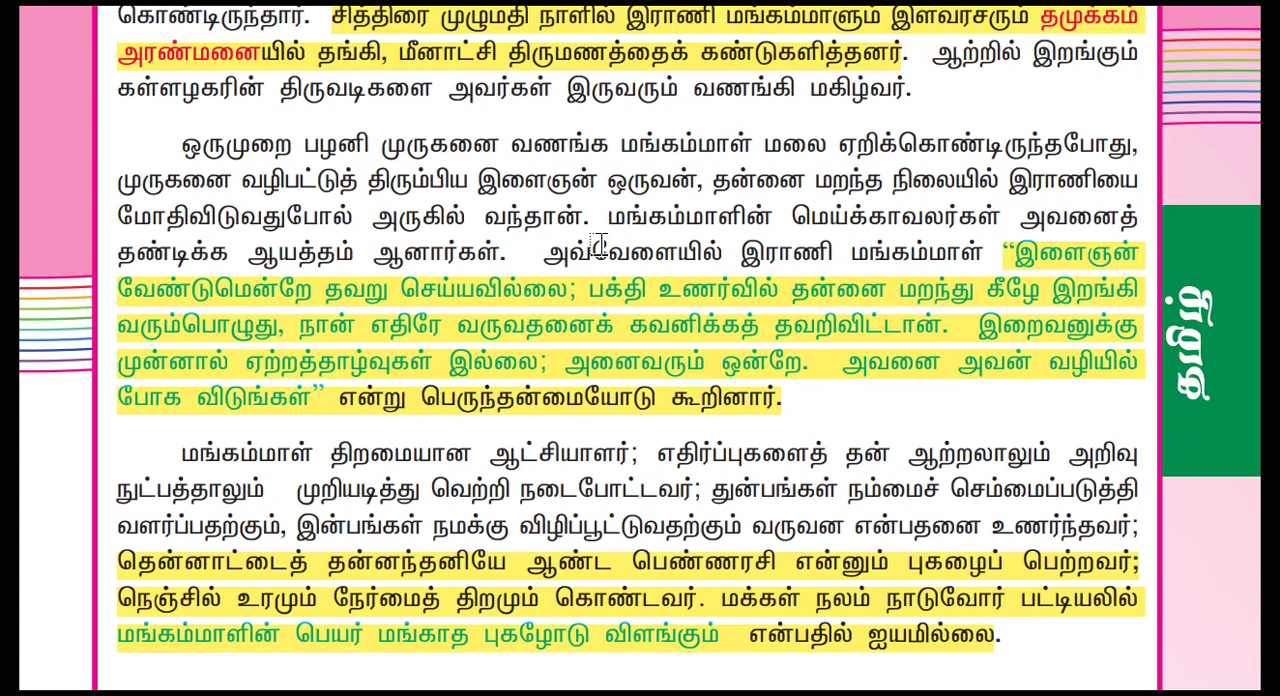 கொண்டிருந்தார். சித்திரை முழுமதி நாளில் இராணி மங்கம்மாளும் இளவரசரும் தமுக்கம்
அரண்மனையில் தங்கி, மீனாட்சி திருமணத்தைக் கண்டுகளித்தனர். ஆற்றில் இறங்கும்
கள்ளழகரின் திருவடிகளை அவர்கள் இருவரும் வணங்கி மகிழ்வர்.
ஒருமுறை பழனி முருகனை வணங்க மங்கம்மாள் மலை ஏறிக்கொண்டிருந்தபோது,
முருகனை வழிபட்டுத் திரும்பிய இளைஞன் ஒருவன், தன்னை மறந்த நிலையில் இராணியை
மோதிவிடுவதுபோல் அருகில் வந்தான். மங்கம்மாளின் மெய்க்காவலர்கள் அவனைத்
தண்டிக்க ஆயத்தம் ஆனார்கள். அவ்வேளையில் இராணி மங்கம்மாள் “இளைஞன்
வேண்டுமென்றே தவறு செய்யவில்லை; பக்தி உணர்வில் தன்னை மறந்து கீழே இறங்கி
வரும்பொழுது, நான் எதிரே வருவதனைக் கவனிக்கத் தவறிவிட்டான். இறைவனுக்கு
முன்னால் ஏற்றத்தாழ்வுகள் இல்லை; அனைவரும் ஒன்றே. அவனை அவன் வழியில்
போக விடுங்கள்” என்று பெருந்தன்மையோடு கூறினார்.
மங்கம்மாள் திறமையான ஆட்சியாளர்; எதிர்ப்புகளைத் தன் ஆற்றலாலும் அறிவு
நுட்பத்தாலும் முறியடித்து வெற்றி நடைபோட்டவர்; துன்பங்கள் நம்மைச் செம்மைப்படுத்தி
வளர்ப்பதற்கும், இன்பங்கள் நமக்கு விழிப்பூட்டுவதற்கும் வருவன என்பதனை உணர்ந்தவர்;
தென்னாட்டைத் தன்னந்தனியே ஆண்ட பெண்ணரசி என்னும் புகழைப் பெற்றவர்;
நெஞ்சில் உரமும் நேர்மைத் திறமும் கொண்டவர். மக்கள் நலம் நாடுவோர் பட்டியலில்
மங்கம்மாளின் பெயர் மங்காத புகழோடு விளங்கும் என்பதில் ஐயமில்லை.
தமிழ்